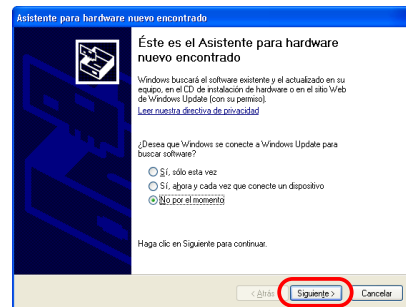 Asistente para hardware nuevo encontrado
Éste es el Asistente para hardware
nuevo encontrado
Windows buscará el software existente y el actualizado en su
equipo, en el CD de instalación de hardware o en el sitio Web
de Windows Update (con su permiso).
Leer nuestra directiva de privacidad
¿Desea que Windows se conecte a Windows Update para
buscar software?
Sí, sólo esta vez
Sí, ahora y cada vez que conecte un dispositivo
No por el momento
Haga clic en Siguiente para continuar.
< Atrás
Siguiente >
Cancelar